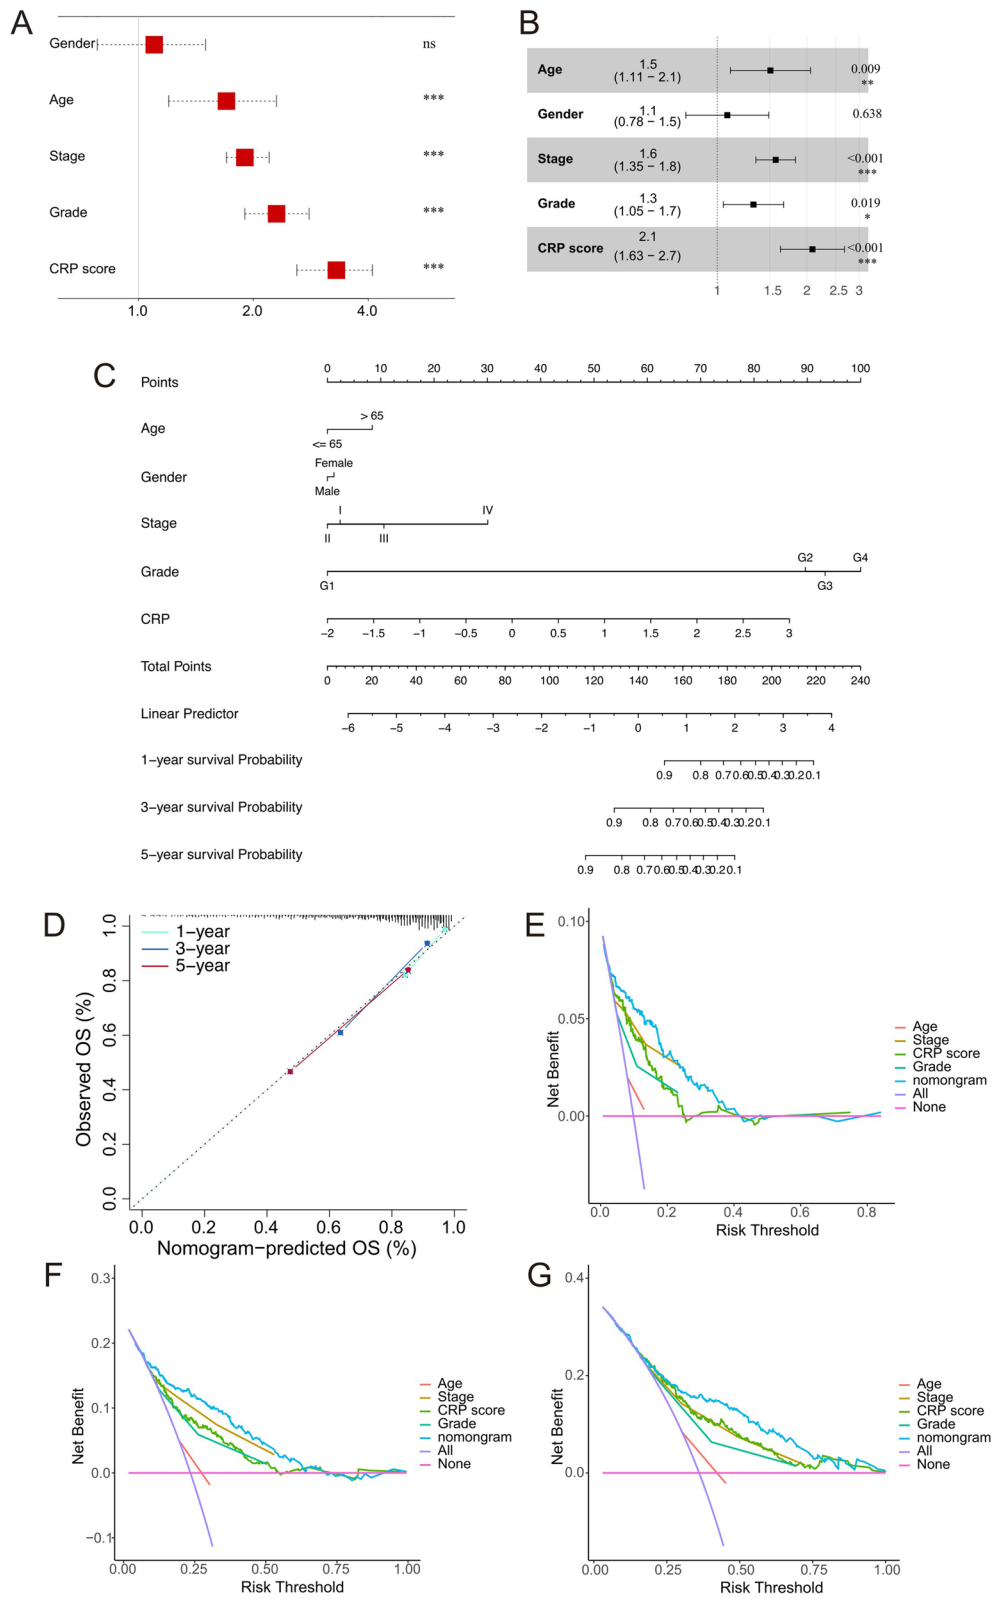 A
Gender ns
Age ***
Stage ***
Grade ***
CRP score ***
1.0 2.0 4.0
B
Age 1.5 (1.11 − 2.1) 0.009 **
Gender 1.1 (0.78 − 1.5) 0.638
Stage 1.6 (1.35 − 1.8) <0.001 ***
Grade 1.3 (1.05 − 1.7) 0.019 *
CRP score 2.1 (1.63 − 2.7) <0.001 ***
1 1.5 2 2.5 3
C
Points 0 10 20 30 40 50 60 70 80 90 100
> 65
Age
<= 65
Female
Gender
Male
I IV
Stage
II III
G2 G4
Grade
G1 G3
CRP
−2 −1.5 −1 −0.5 0 0.5 1 1.5 2 2.5 3
Total Points
0 20 40 60 80 100 120 140 160 180 200 220 240
Linear Predictor
−6 −5 −4 −3 −2 −1 0 1 2 3 4
1−year survival Probability
0.9 0.8 0.7 0.6 0.5 0.4 0.3 0.2 0.1
3−year survival Probability
0.9 0.8 0.7 0.6 0.5 0.4 0.3 0.2 0.1
5−year survival Probability
0.9 0.8 0.7 0.6 0.5 0.4 0.3 0.2 0.1
D
1−year
3−year
5−year
Observed OS (%)
1.0
0.8
0.6
0.4
0.2
0.0
0.0 0.2 0.4 0.6 0.8 1.0
Nomogram−predicted OS (%)
E
Net Benefit
0.10
0.05
0.00
0.0 0.2 0.4 0.6 0.8
Risk Threshold
Age
Stage
CRP score
Grade
nomongram
All
None
F
Net Benefit
0.3
0.2
0.1
0.0
−0.1
0.00 0.25 0.50 0.75 1.00
Risk Threshold
Age
Stage
CRP score
Grade
nomongram
All
None
G
Net Benefit
0.4
0.2
0.0
0.00 0.25 0.50 0.75 1.00
Risk Threshold
Age
Stage
CRP score
Grade
nomongram
All
None